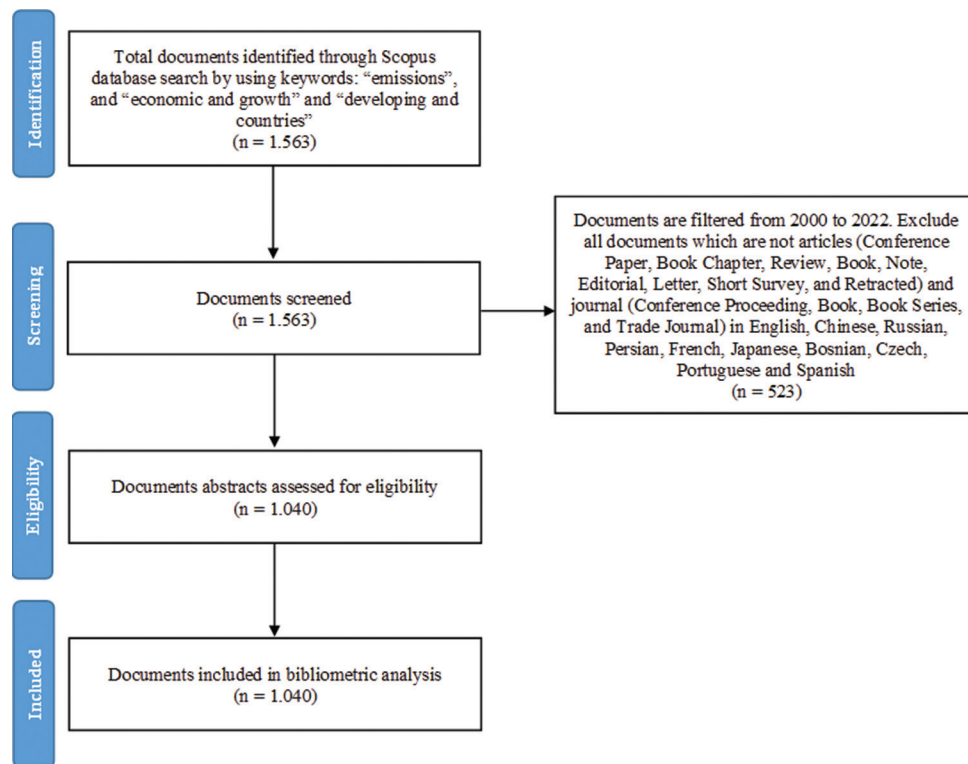 Identification
Total documents identified through Scopus
database search by using keywords: “emissions”,
and “economic and growth” and “developing and
countries”
(n = 1.563)
Screening
Documents screened
(n = 1.563)
Documents are filtered from 2000 to 2022. Exclude
all documents which are not articles (Conference
Paper, Book Chapter, Review, Book, Note,
Editorial, Letter, Short Survey, and Retracted) and
journal (Conference Proceeding, Book, Book Series,
and Trade Journal) in English, Chinese, Russian,
Persian, French, Japanese, Bosnian, Czech,
Portuguese and Spanish
(n = 523)
Eligibility
Documents abstracts assessed for eligibility
(n = 1.040)
Included
Documents included in bibliometric analysis
(n = 1.040)